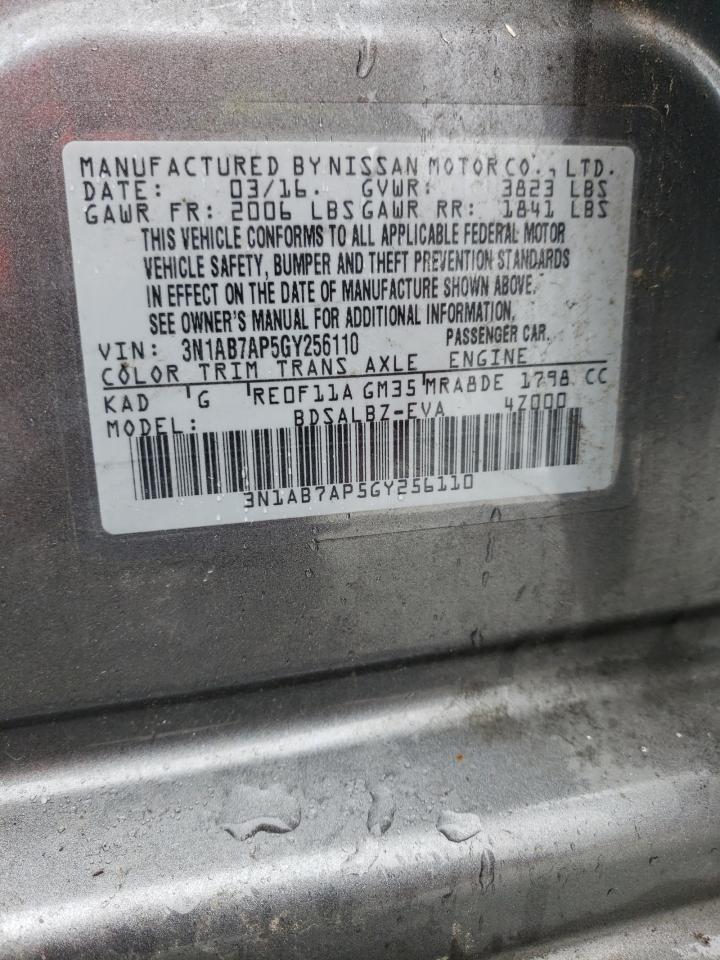 MANUFACTURED BY NISSAN MOTOR CO., LTD.
DATE: 03/16. GVWR: 3823 LBS
GAWR FR: 2006 LBS GAWR RR: 1841 LBS
THIS VEHICLE CONFORMS TO ALL APPLICABLE FEDERAL MOTOR
VEHICLE SAFETY, BUMPER AND THEFT PREVENTION STANDARDS
IN EFFECT ON THE DATE OF MANUFACTURE SHOWN ABOVE.
SEE OWNER'S MANUAL FOR ADDITIONAL INFORMATION.
VIN: 3N1AB7AP5GY256110 PASSENGER CAR
COLOR TRIM TRANS AXLE ENGINE
KAD G RE0F11A GM35 MRA8DE 1798 CC
MODEL: BDSALBZ-EVA 4Z000
3N1AB7AP5GY256110